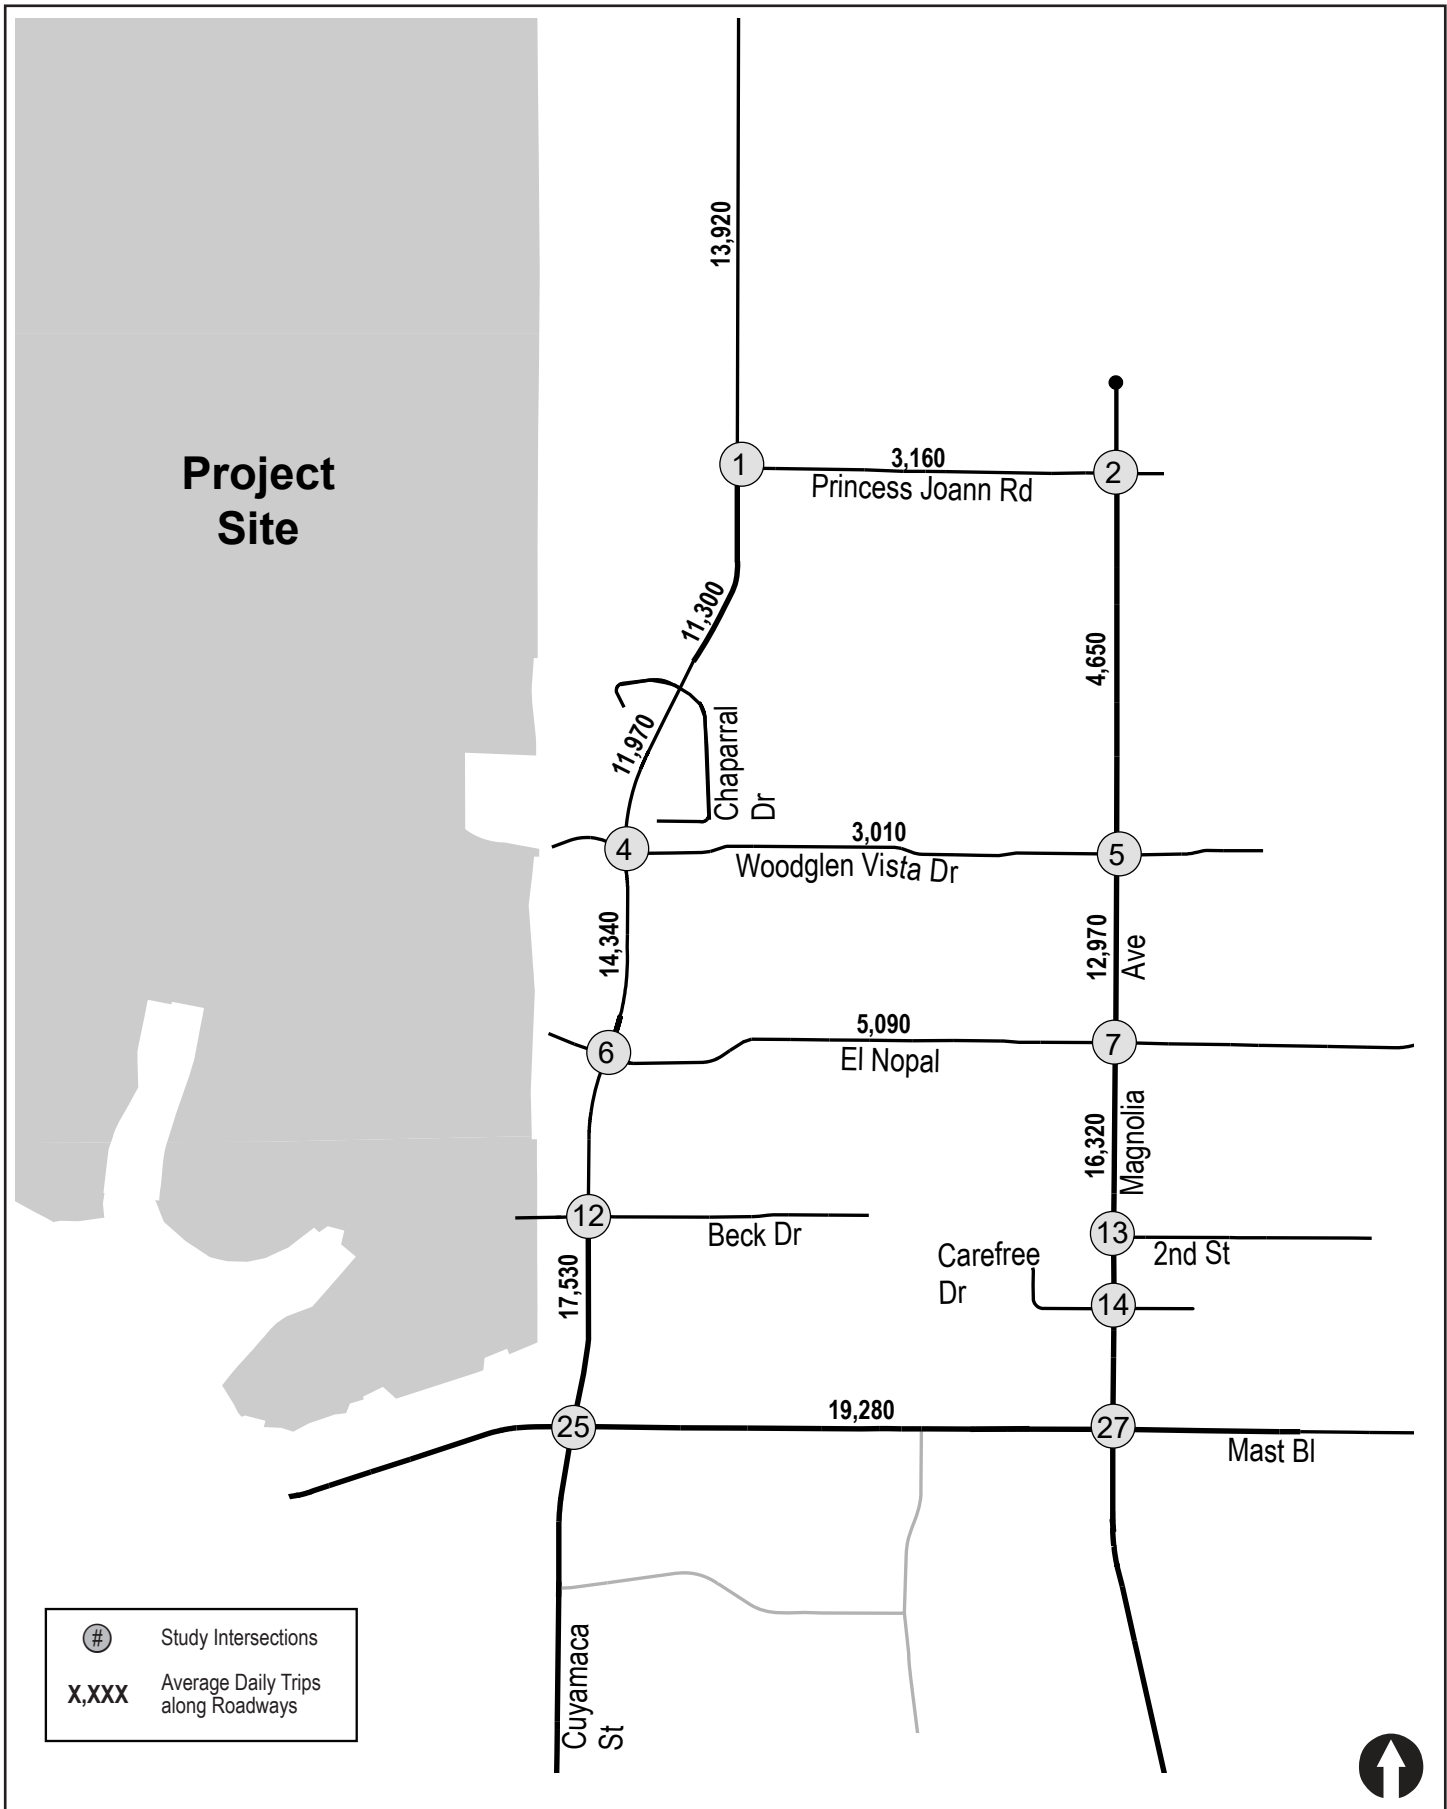 13,920
Project
Site
1
3,160
Princess Joann Rd
2
11,300
4,650
11,970
Chaparral
Dr
4
3,010
Woodglen Vista Dr
5
14,340
12,970
Ave
6
5,090
El Nopal
7
16,320
Magnolia
12
Beck Dr
13
2nd St
17,530
Carefree
Dr
14
25
19,280
27
Mast Bl
# Study Intersections
X,XXX Average Daily Trips
along Roadways
Cuyamaca
St